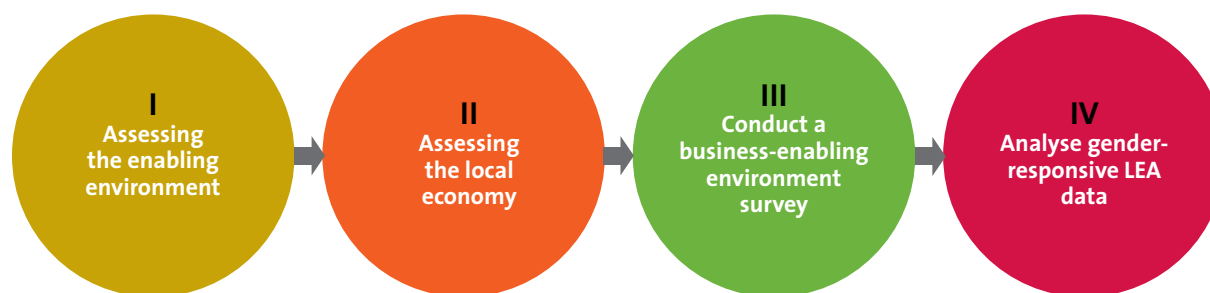 I
Assessing
the enabling
environment
II
Assessing
the local
economy
III
Conduct a
business-enabling
environment
survey
IV
Analyse gender-
responsive LEA
data